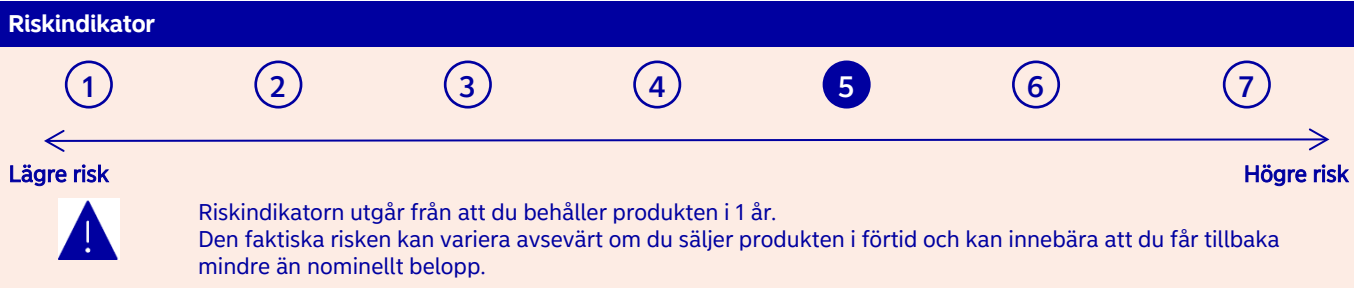 Riskindikator
1 2 3 4 5 6 7
Lägre risk Högre risk
Riskindikatorn utgår från att du behåller produkten i 1 år.
Den faktiska risken kan variera avsevärt om du säljer produkten i förtid och kan innebära att du får tillbaka
mindre än nominellt belopp.